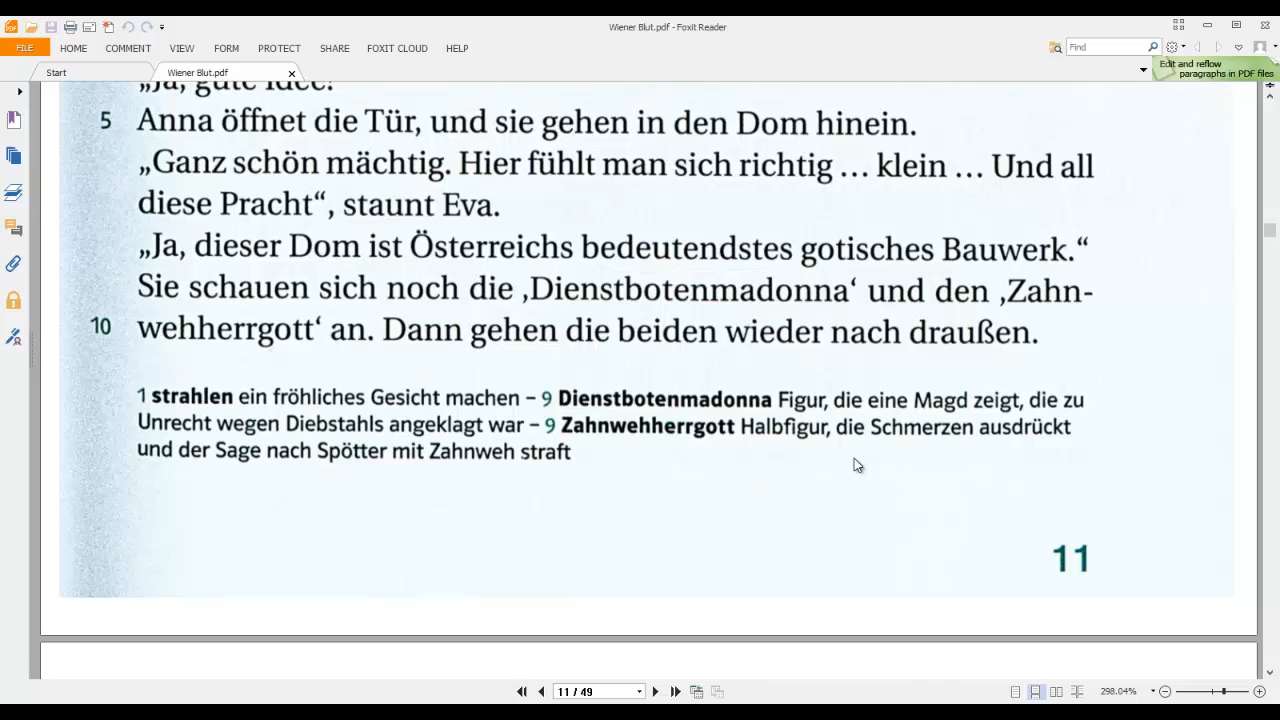 Wiener Blut.pdf - Foxit Reader
FILE HOME COMMENT VIEW FORM PROTECT SHARE FOXIT CLOUD HELP Find
Start Wiener Blut.pdf Edit and reflow
paragraphs in PDF files
„Ja, gute Idee!
5 Anna öffnet die Tür, und sie gehen in den Dom hinein.
„Ganz schön mächtig. Hier fühlt man sich richtig … klein … Und all
diese Pracht“, staunt Eva.
„Ja, dieser Dom ist Österreichs bedeutendstes gotisches Bauwerk.“
Sie schauen sich noch die ‚Dienstbotenmadonna‘ und den ‚Zahn-
10 wehherrgott‘ an. Dann gehen die beiden wieder nach draußen.
1 strahlen ein fröhliches Gesicht machen – 9 Dienstbotenmadonna Figur, die eine Magd zeigt, die zu
Unrecht wegen Diebstahls angeklagt war – 9 Zahnwehherrgott Halbfigur, die Schmerzen ausdrückt
und der Sage nach Spötter mit Zahnweh straft
11
11 / 49 298.04%